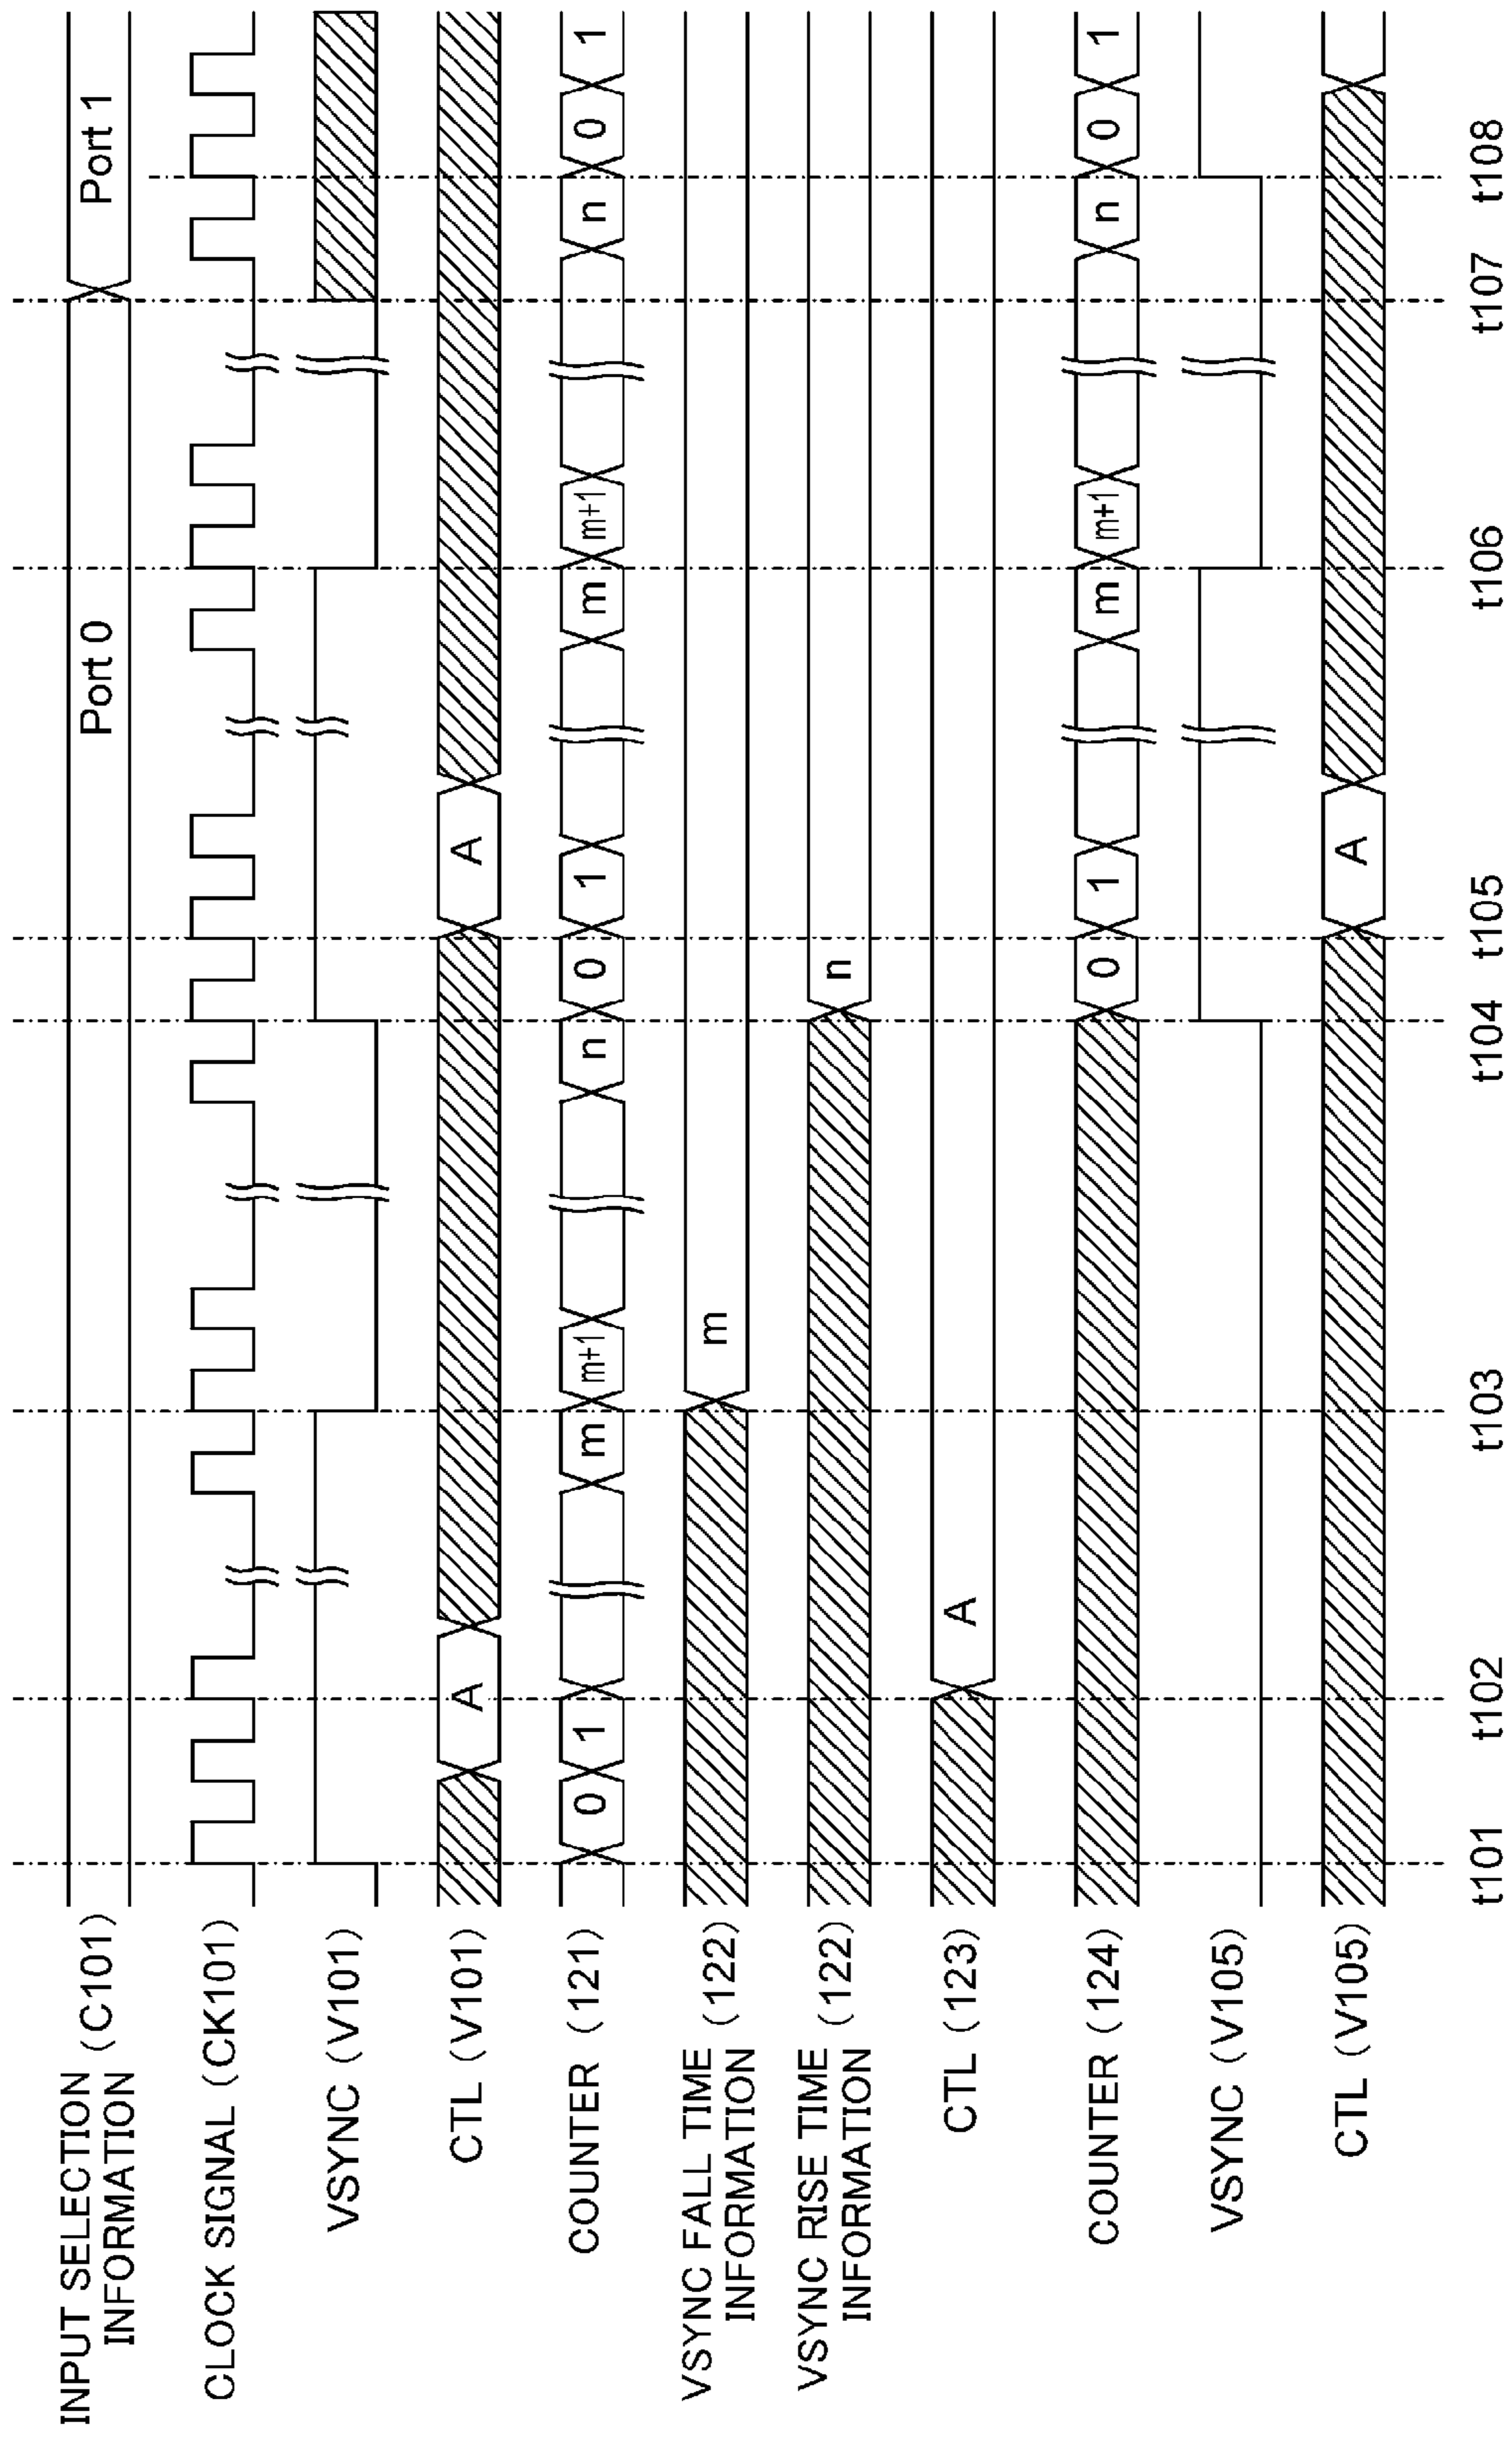 INPUT SELECTION
INFORMATION (C101)
Port 0
Port 1
CLOCK SIGNAL (CK101)
VSYNC (V101)
CTL (V101)
A
A
COUNTER (121)
0
1
m
m+1
n
0
1
m
m+1
n
0
1
VSYNC FALL TIME
INFORMATION (122)
m
VSYNC RISE TIME
INFORMATION (122)
n
CTL (123)
A
COUNTER (124)
0
1
m
m+1
n
0
1
VSYNC (V105)
CTL (V105)
A
t101
t102
t103
t104
t105
t106
t107
t108